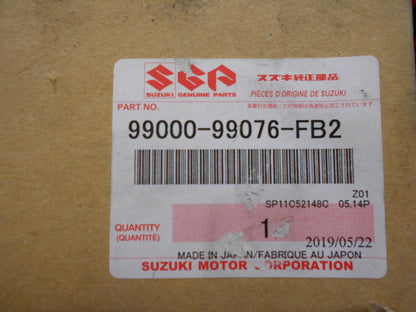 SGP
スズキ純正部品
SUZUKI
GENUINE PARTS
PIÈCES D'ORIGINE DE SUZUKI
PART NO.
99000-99076-FB2
Z01
SP11C52148C 05.14P
QUANTITY
(QUANTITÉ)
1
2019/05/22
MADE IN JAPAN/FABRIQUE AU JAPON
SUZUKI MOTOR CORPORATION